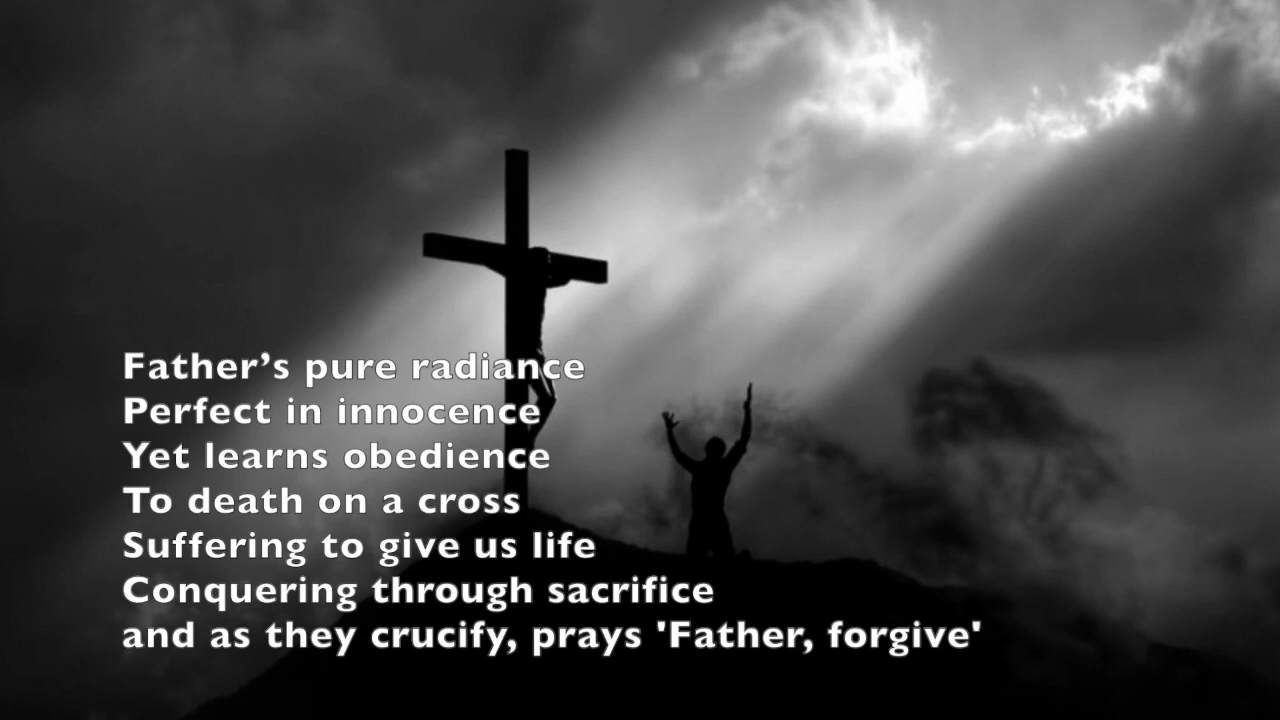 Father’s pure radiance
Perfect in innocence
Yet learns obedience
To death on a cross
Suffering to give us life
Conquering through sacrifice
and as they crucify, prays 'Father, forgive'